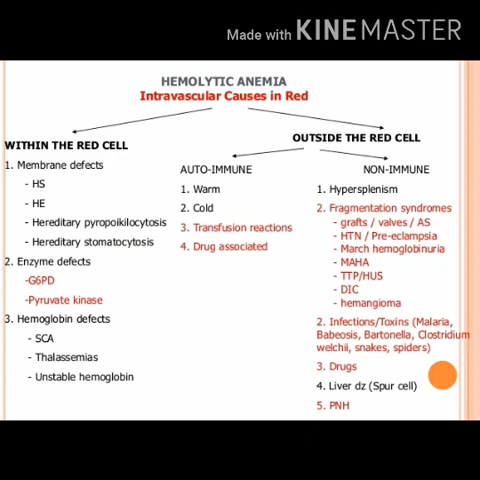 Made with KINEMASTER
HEMOLYTIC ANEMIA
Intravascular Causes in Red
WITHIN THE RED CELL
1. Membrane defects
- HS
- HE
- Hereditary pyropoikilocytosis
- Hereditary stomatocytosis
2. Enzyme defects
-G6PD
-Pyruvate kinase
3. Hemoglobin defects
- SCA
- Thalassemias
- Unstable hemoglobin
OUTSIDE THE RED CELL
AUTO-IMMUNE
1. Warm
2. Cold
3. Transfusion reactions
4. Drug associated
NON-IMMUNE
1. Hypersplenism
2. Fragmentation syndromes
- grafts / valves / AS
- HTN / Pre-eclampsia
- March hemoglobinuria
- MAHA
- TTP/HUS
- DIC
- hemangioma
2. Infections/Toxins (Malaria,
Babeosis, Bartonella, Clostridium
welchii, snakes, spiders)
3. Drugs
4. Liver dz (Spur cell)
5. PNH